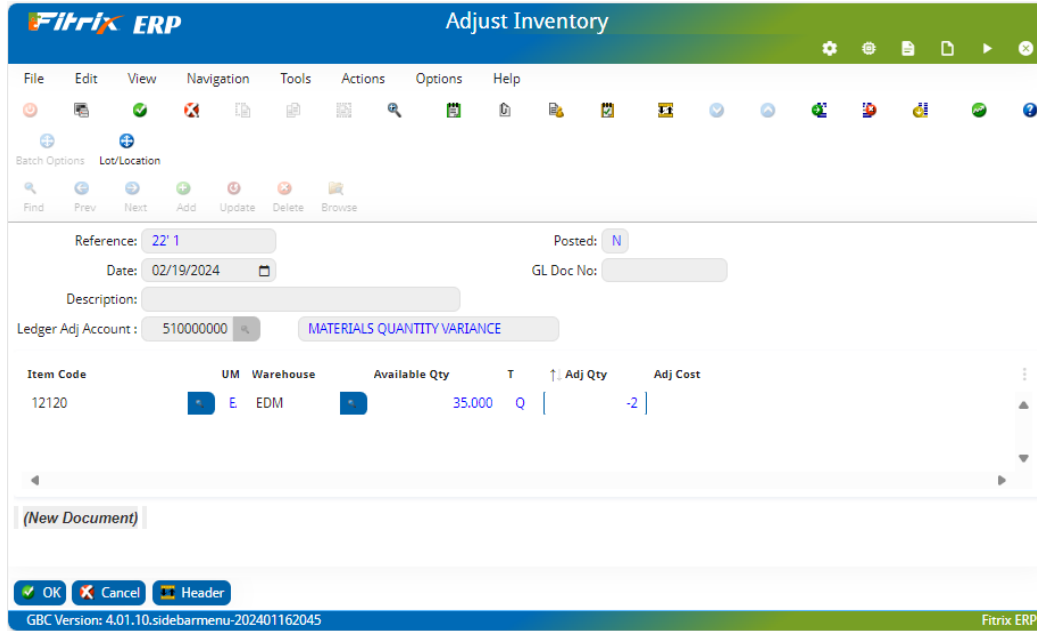 Fitrix ERP
Adjust Inventory
File Edit View Navigation Tools Actions Options Help
Batch Options Lot/Location
Find Prev Next Add Update Delete Browse
Reference: 22' 1 Posted: N
Date: 02/19/2024 GL Doc No:
Description:
Ledger Adj Account : 510000000 MATERIALS QUANTITY VARIANCE
Item Code UM Warehouse Available Qty T Adj Qty Adj Cost
12120 E. EDM 35.000 Q -2
(New Document)
OK Cancel Header
GBC Version: 4.01.10.sidebarmenu-202401162045 Fitrix ERP